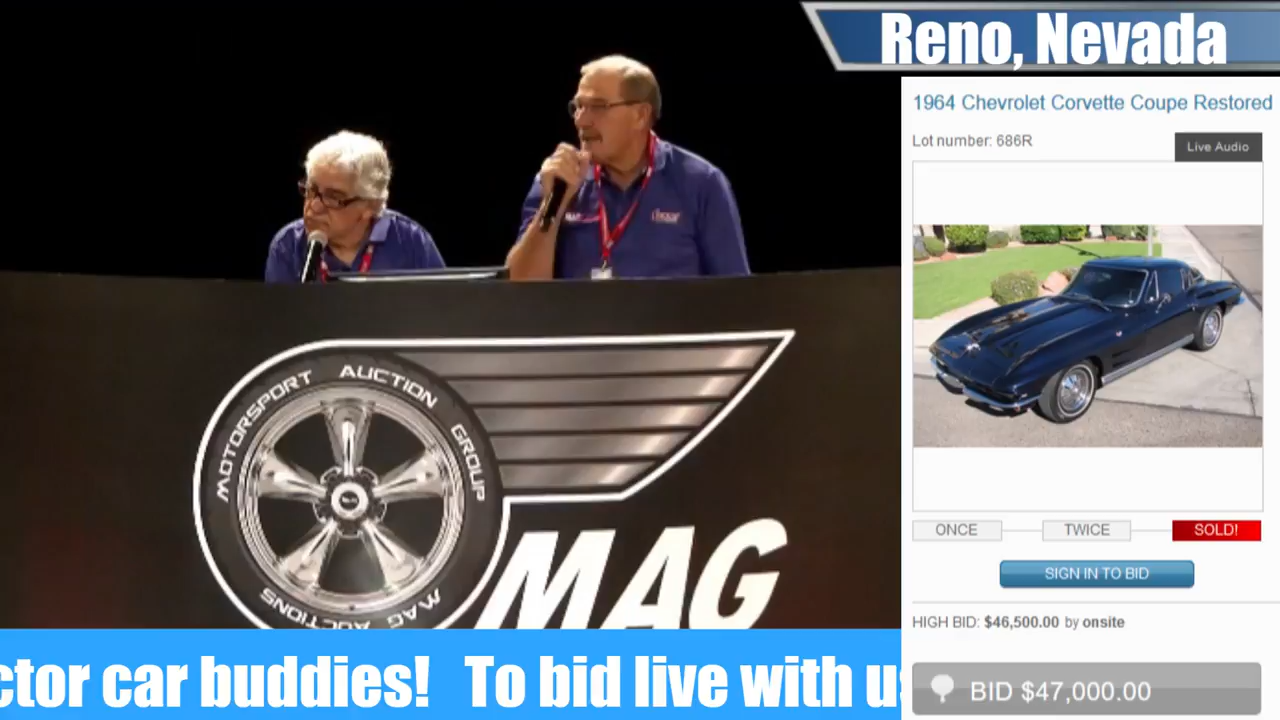 Reno, Nevada
1964 Chevrolet Corvette Coupe Restored
Lot number: 686R
Live Audio
MOTORSPORT AUCTION GROUP
MAG AUCTIONS
MAG
ONCE
TWICE
SOLD!
SIGN IN TO BID
HIGH BID: $46,500.00 by onsite
BID $47,000.00
ctor car buddies! To bid live with us